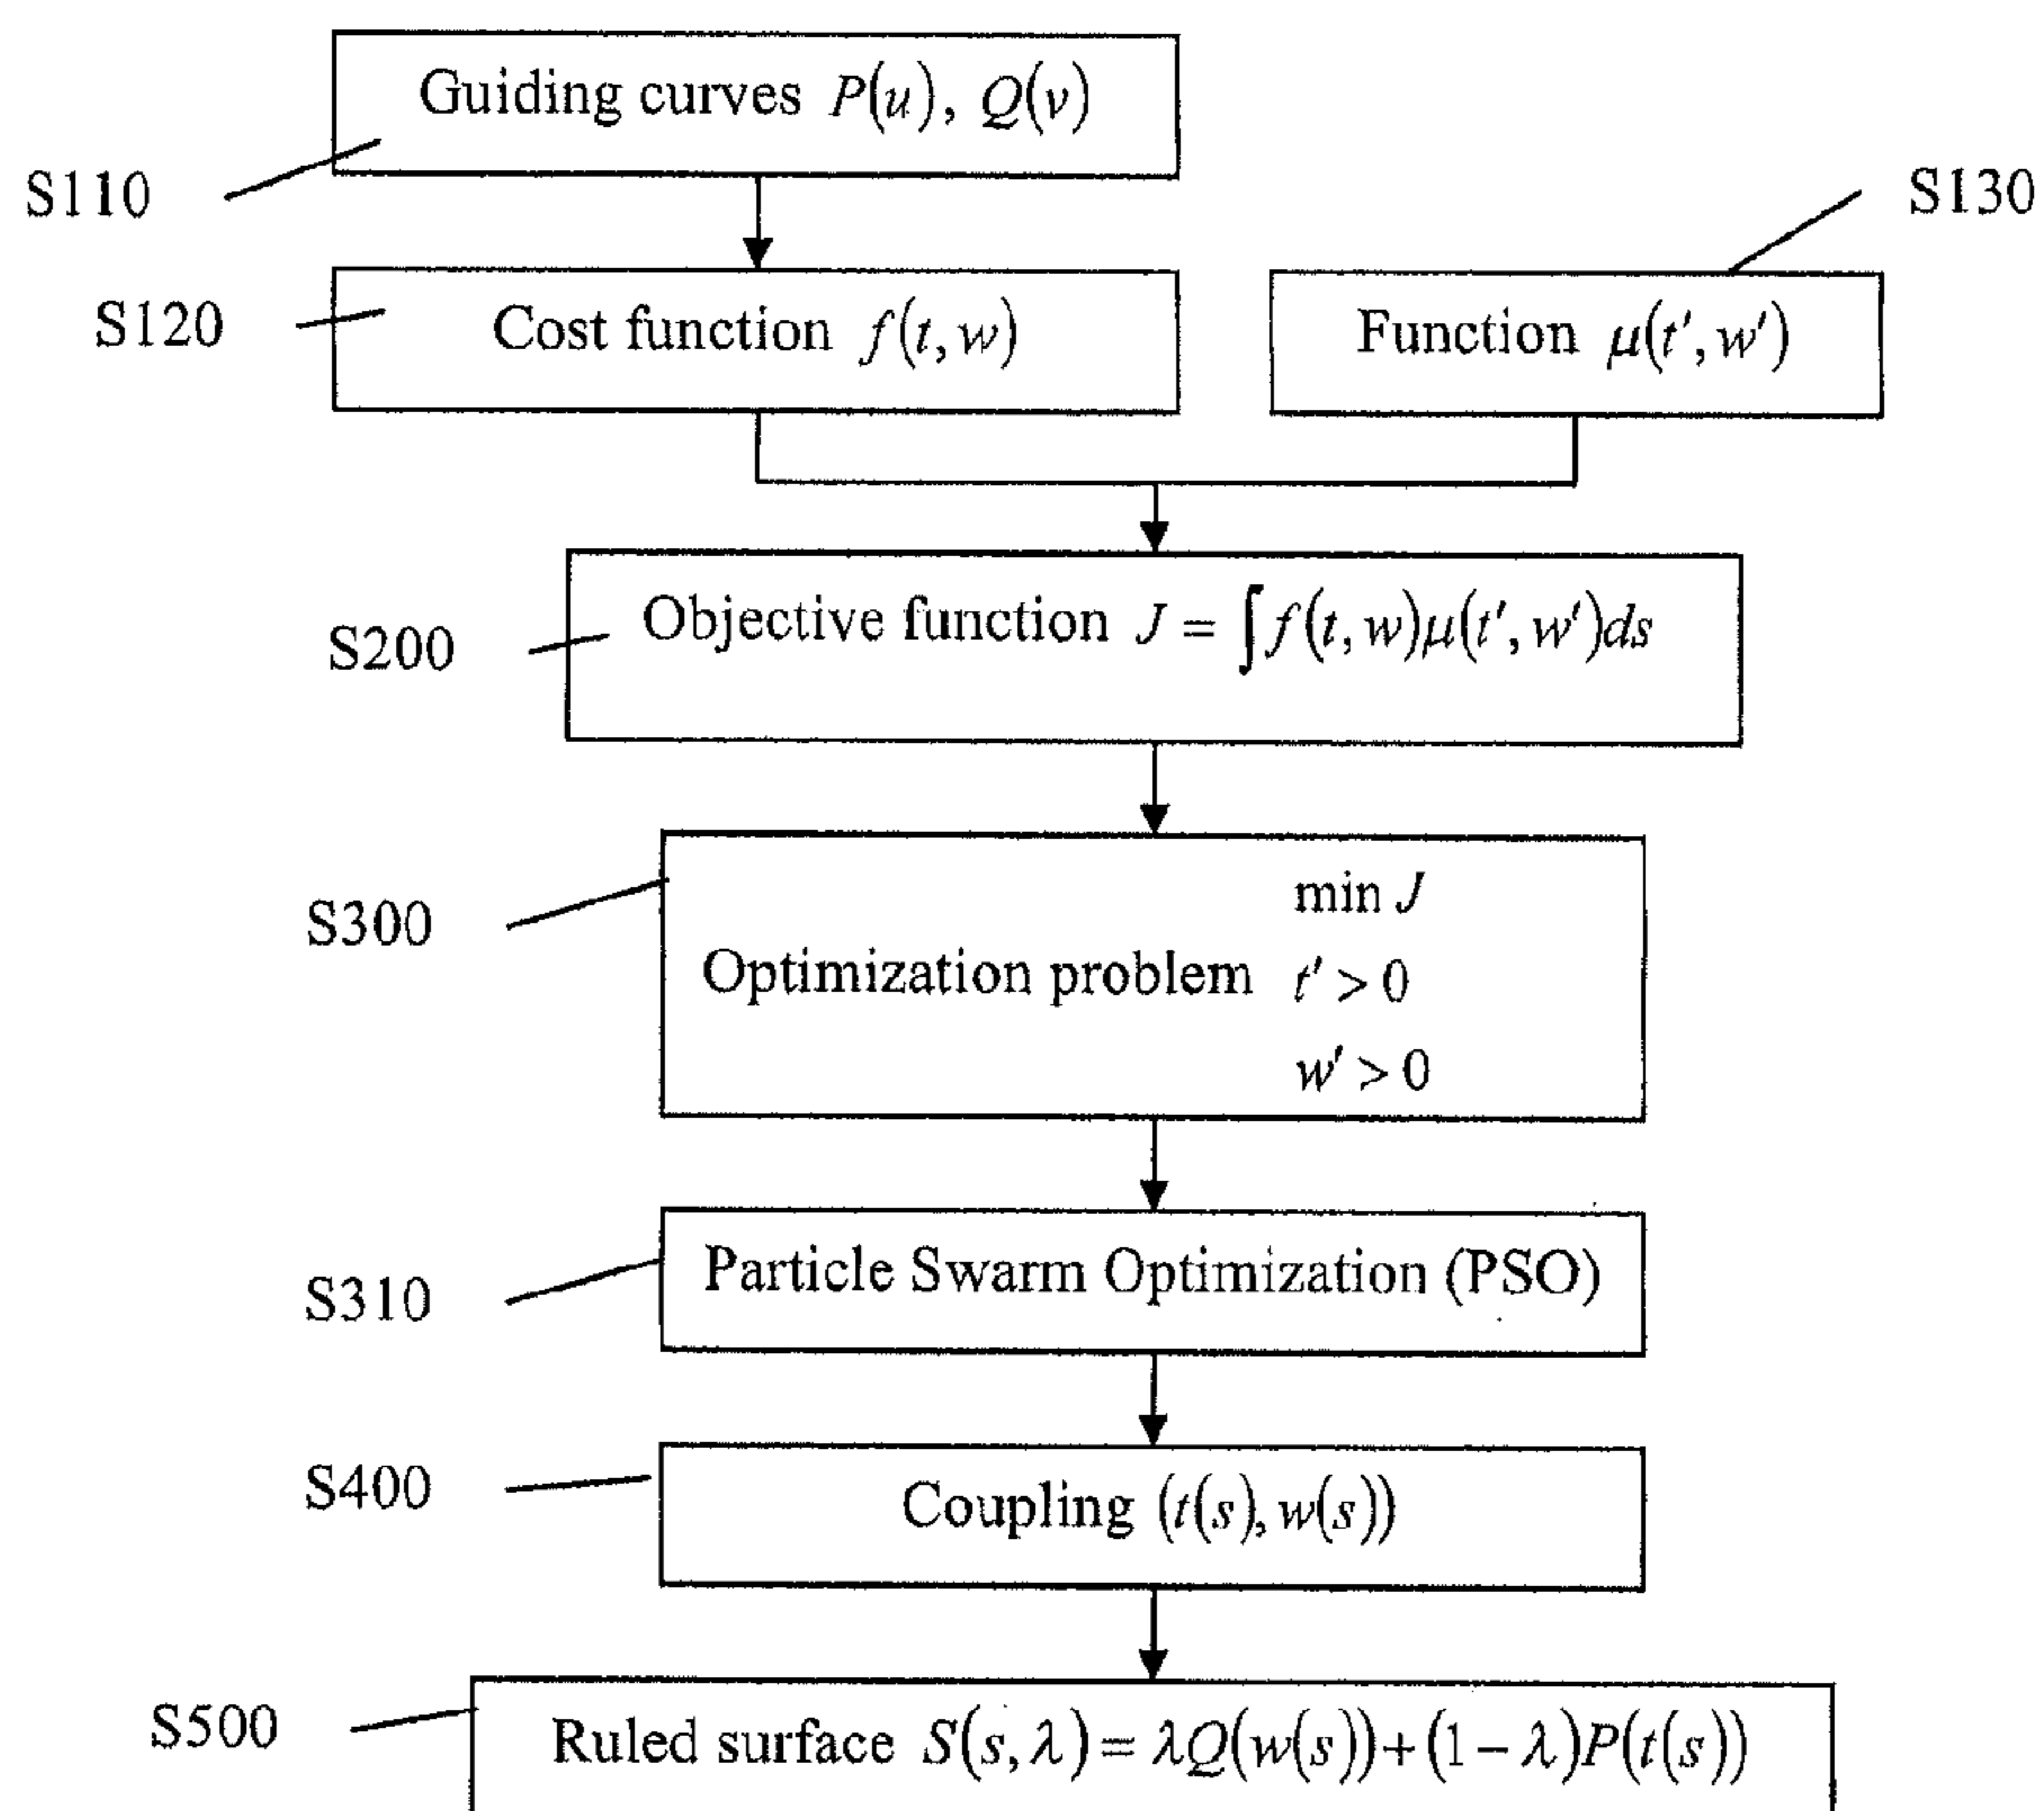 Guiding curves P(u), Q(v)
S110
S130
S120
Cost function f(t, w)
Function μ(t′, w′)
S200
Objective function J = ∫f(t, w)μ(t′, w′)ds
S300
min J
Optimization problem t′ > 0
w′ > 0
S310
Particle Swarm Optimization (PSO)
S400
Coupling (t(s), w(s))
S500
Ruled surface S(s, λ) = λQ(w(s)) + (1 − λ)P(t(s))